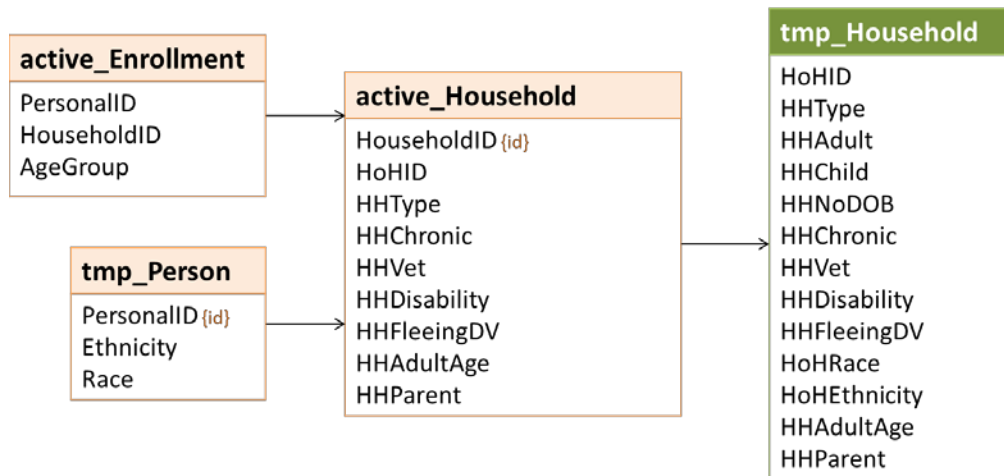 active_Enrollment
PersonalID
HouseholdID
AgeGroup
tmp_Person
PersonalID {id}
Ethnicity
Race
active_Household
HouseholdID {id}
HoHID
HHType
HHChronic
HHVet
HHDisability
HHFleeingDV
HHAdultAge
HHParent
tmp_Household
HoHID
HHType
HHAdult
HHChild
HHNoDOB
HHChronic
HHVet
HHDisability
HHFleeingDV
HoHRace
HoHEthnicity
HHAdultAge
HHParent